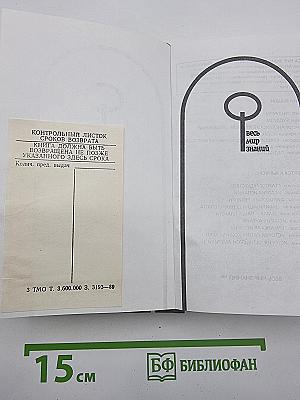 КОНТРОЛЬНЫЙ ЛИСТОК
СРОКОВ ВОЗВРАТА
КНИГА ДОЛЖНА БЫТЬ
ВОЗВРАЩЕНА НЕ ПОЗЖЕ
УКАЗАННОГО ЗДЕСЬ СРОКА
Колич. пред. выдач
3 ТМО Т. 3.600.000 З. 3193—89
весь
мир
знаний
15 см
БФ БИБЛИОФАН